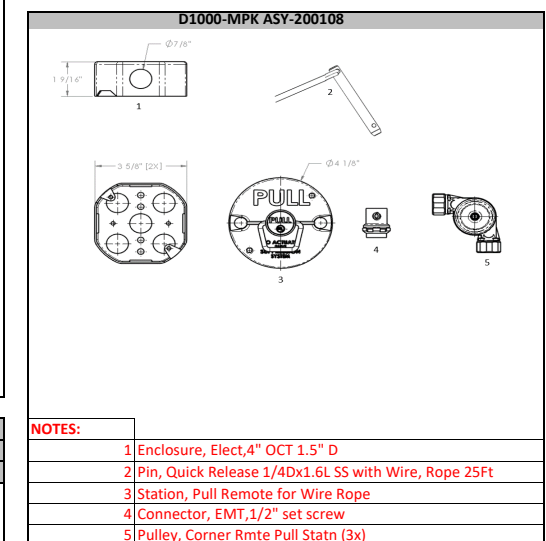 D1000-MPK ASY-200108
Ø7/8"
1 9/16"
1
2
3 5/8" [2X]
Ø4 1/8"
PULL
PULL
SYSTEM
3
4
5
NOTES:
1 Enclosure, Elect,4" OCT 1.5" D
2 Pin, Quick Release 1/4Dx1.6L SS with Wire, Rope 25Ft
3 Station, Pull Remote for Wire Rope
4 Connector, EMT,1/2" set screw
5 Pulley, Corner Rmte Pull Statn (3x)